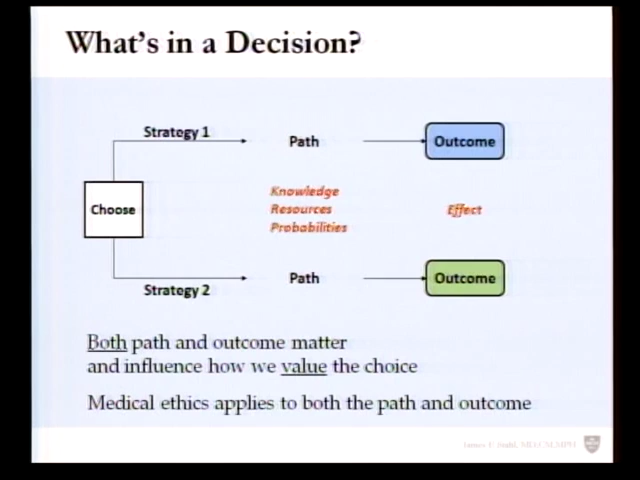 What's in a Decision?
Strategy 1
Path
Outcome
Choose
Knowledge
Resources
Probabilities
Effect
Strategy 2
Path
Outcome
Both path and outcome matter
and influence how we value the choice
Medical ethics applies to both the path and outcome